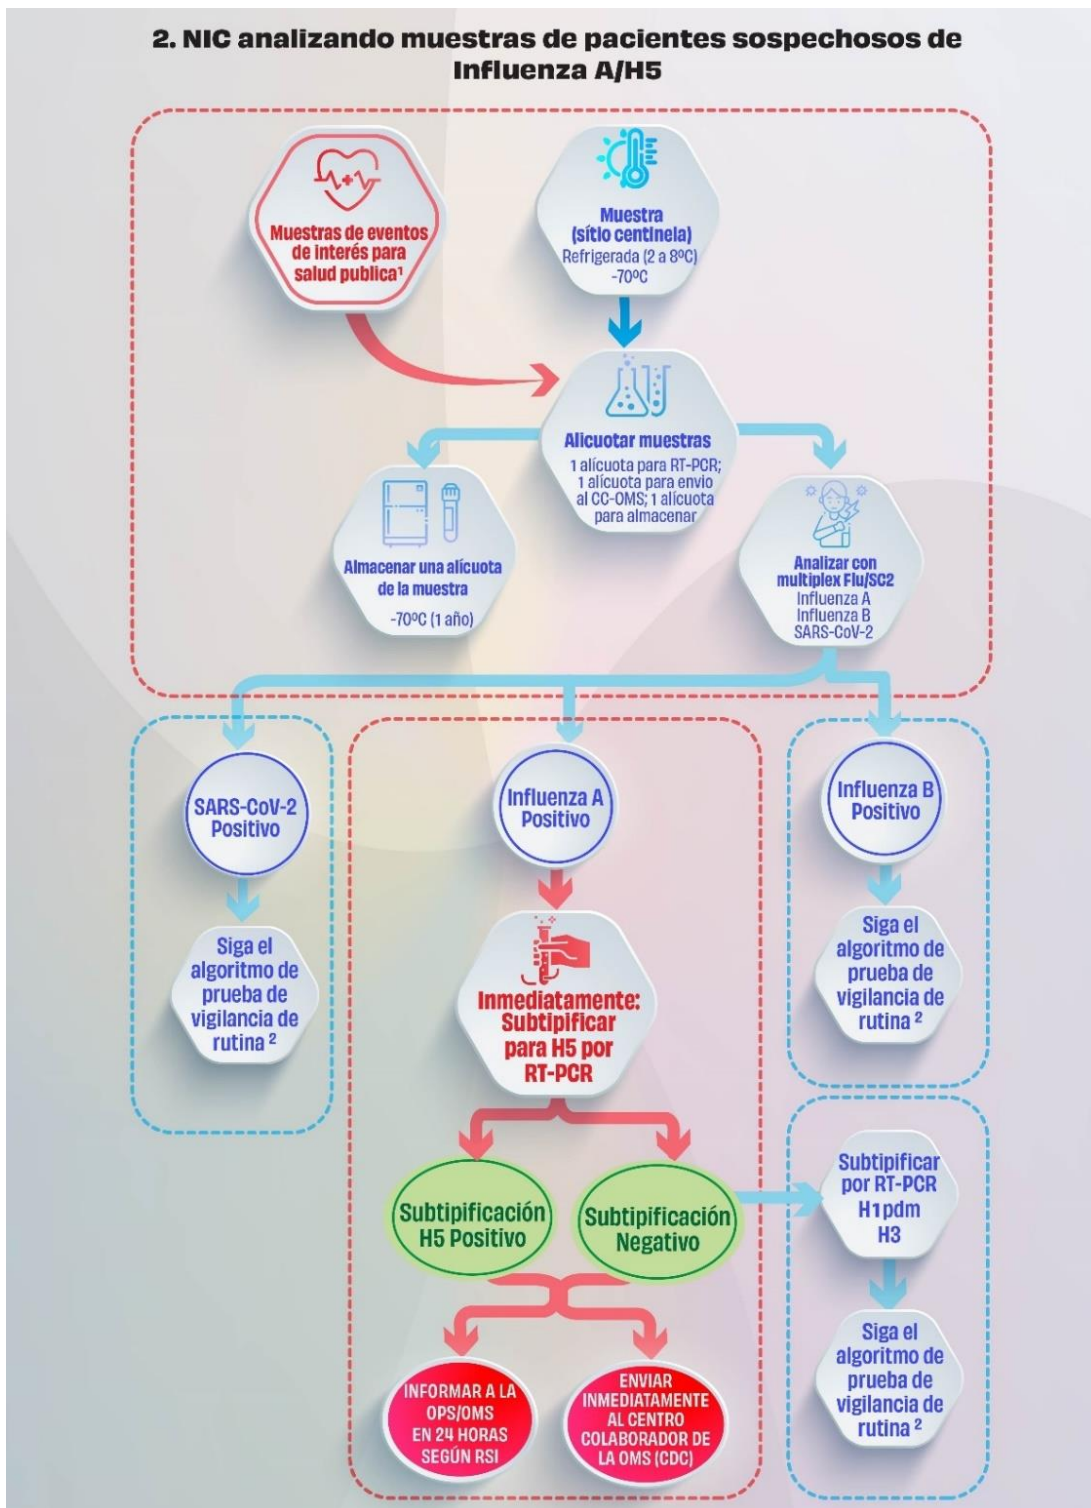 2. NIC analizando muestras de pacientes sospechosos de
Influenza A/H5
Muestras de eventos
de interés para
salud publica¹
Muestra
(sítio centinela)
Refrigerada (2 a 8ºC)
-70ºC
Alicuotar muestras
1 alícuota para RT-PCR;
1 alícuota para envio
al CC-OMS; 1 alícuota
para almacenar
Almacenar una alícuota
de la muestra
-70ºC (1 año)
Analizar con
multiplex Flu/SC2
Influenza A
Influenza B
SARS-CoV-2
SARS-CoV-2
Positivo
Influenza A
Positivo
Influenza B
Positivo
Siga el
algoritmo de
prueba de
vigilancia de
rutina ²
Inmediatamente:
Subtipificar
para H5 por
RT-PCR
Siga el
algoritmo de
prueba de
vigilancia de
rutina ²
Subtipificación
H5 Positivo
Subtipificación
Negativo
Subtipificar
por RT-PCR
H1pdm
H3
INFORMAR A LA
OPS/OMS
EN 24 HORAS
SEGÚN RSI
ENVIAR
INMEDIATAMENTE
AL CENTRO
COLABORADOR DE
LA OMS (CDC)
Siga el
algoritmo de
prueba de
vigilancia de
rutina ²